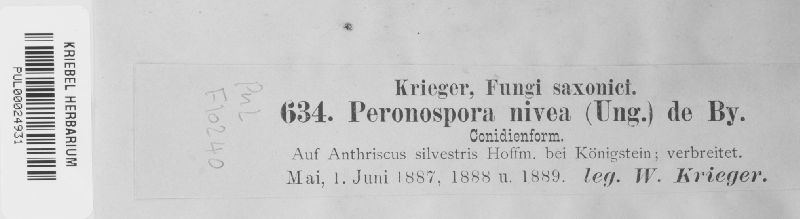 KRIEBEL HERBARIUM
PUL00024931
PUL
F10240
Krieger, Fungi saxonici.
634. Peronospora nivea (Ung.) de By.
Conidienform.
Auf Anthriscus silvestris Hoffm. bei Königstein; verbreitet.
Mai, 1. Juni 1887, 1888 u. 1889. leg. W. Krieger.